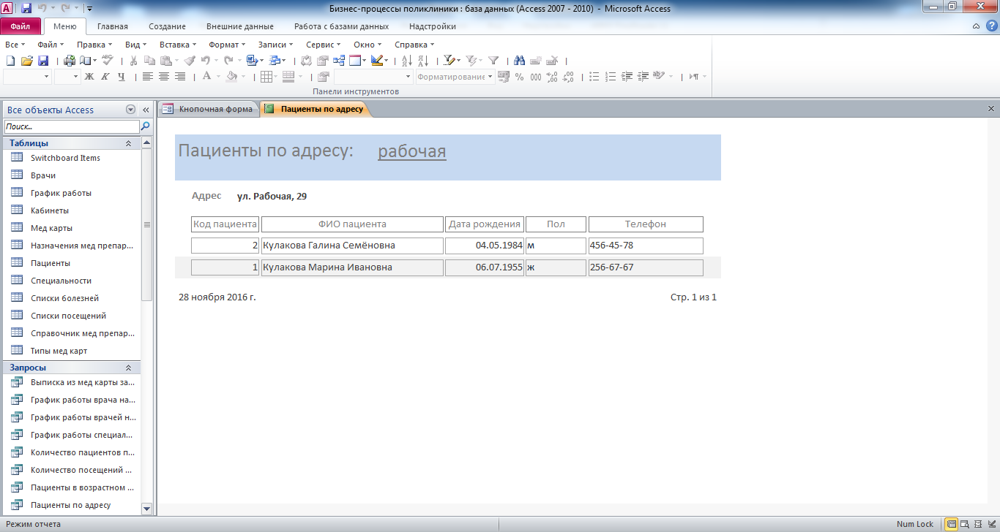 Бизнес-процессы поликлиники : база данных (Access 2007 - 2010) - Microsoft Access
Файл Меню Главная Создание Внешние данные Работа с базами данных Надстройки
Все Файл Правка Вид Вставка Формат Записи Сервис Окно Справка
Ж К Ч А Форматирование % 000
Панели инструментов
Все объекты Access
Кнопочная форма Пациенты по адресу
Поиск...
Таблицы
Switchboard Items
Врачи
График работы
Кабинеты
Мед карты
Назначения мед препар...
Пациенты
Специальности
Списки болезней
Списки посещений
Справочник мед препар...
Типы мед карт
Запросы
Выписка из мед карты за...
График работы врача на...
График работы врачей н...
График работы специал...
Количество пациентов п...
Количество посещений ...
Пациенты в возрастном ...
Пациенты по адресу
Пациенты по адресу: рабочая
Адрес ул. Рабочая, 29
Код пациента ФИО пациента Дата рождения Пол Телефон
2 Кулакова Галина Семёновна 04.05.1984 м 456-45-78
1 Кулакова Марина Ивановна 06.07.1955 ж 256-67-67
28 ноября 2016 г. Стр. 1 из 1
Режим отчета Num Lock